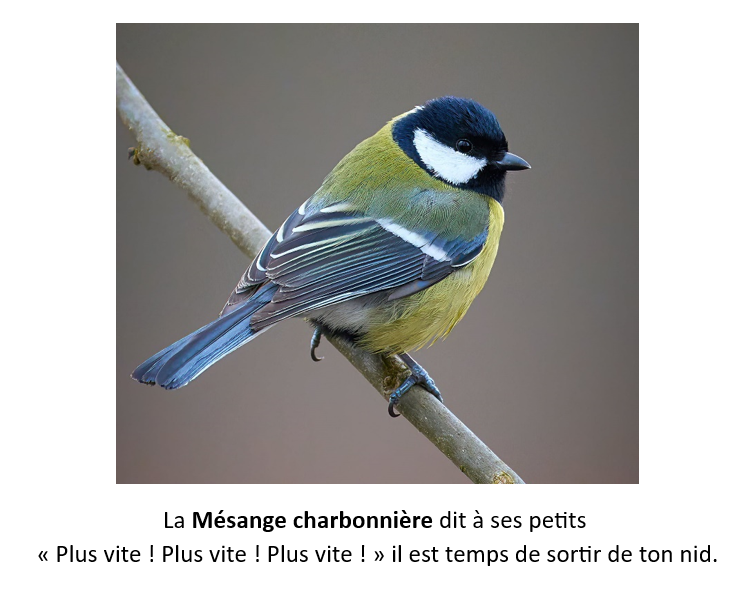 La Mésange charbonnière dit à ses petits
« Plus vite ! Plus vite ! Plus vite ! » il est temps de sortir de ton nid.